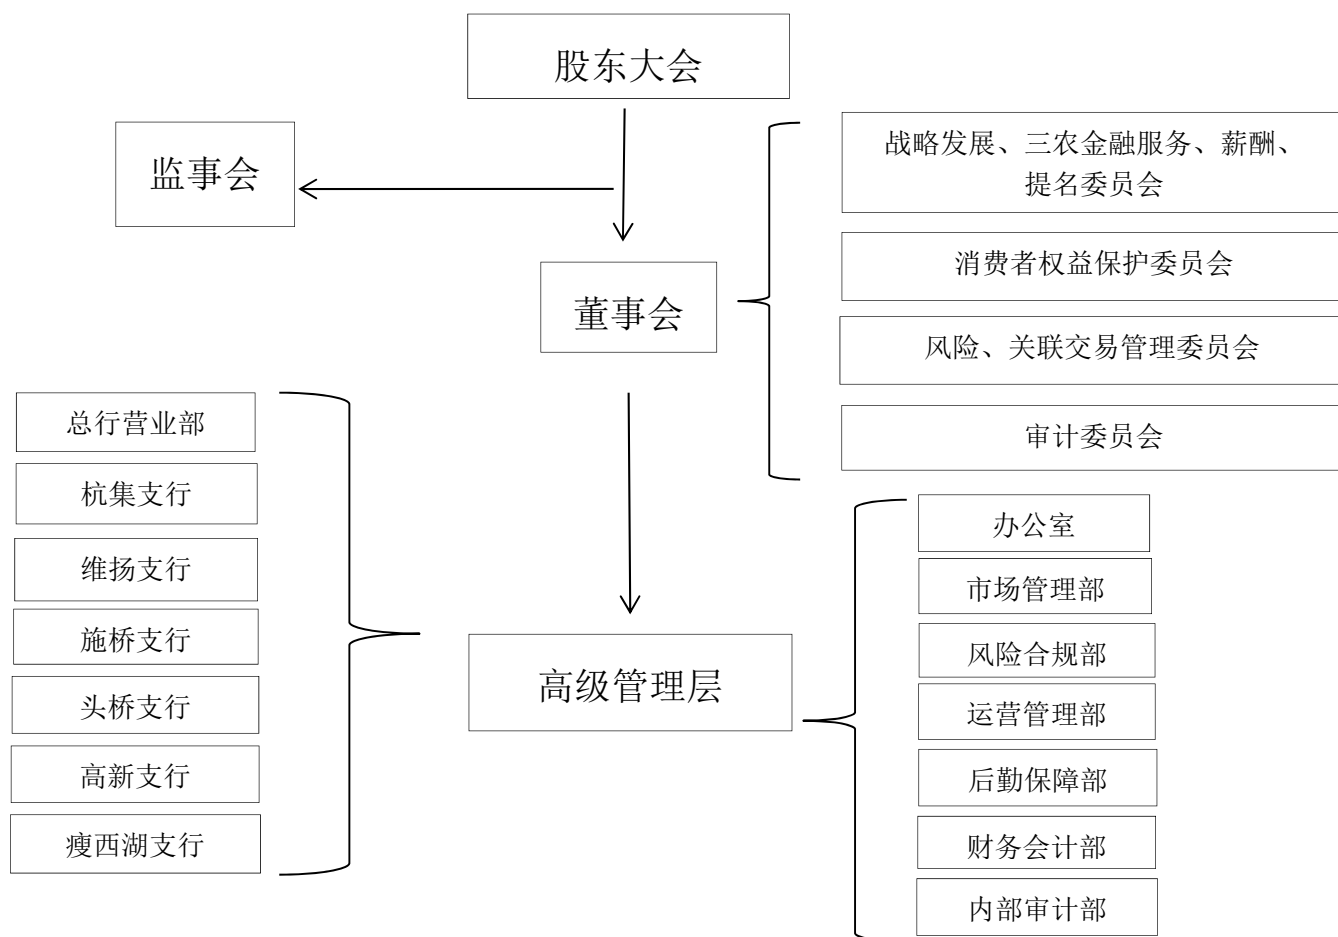 股东大会
监事会
战略发展、三农金融服务、薪酬、
提名委员会
消费者权益保护委员会
董事会
风险、关联交易管理委员会
审计委员会
总行营业部
杭集支行
维扬支行
施桥支行
头桥支行
高新支行
瘦西湖支行
高级管理层
办公室
市场管理部
风险合规部
运营管理部
后勤保障部
财务会计部
内部审计部